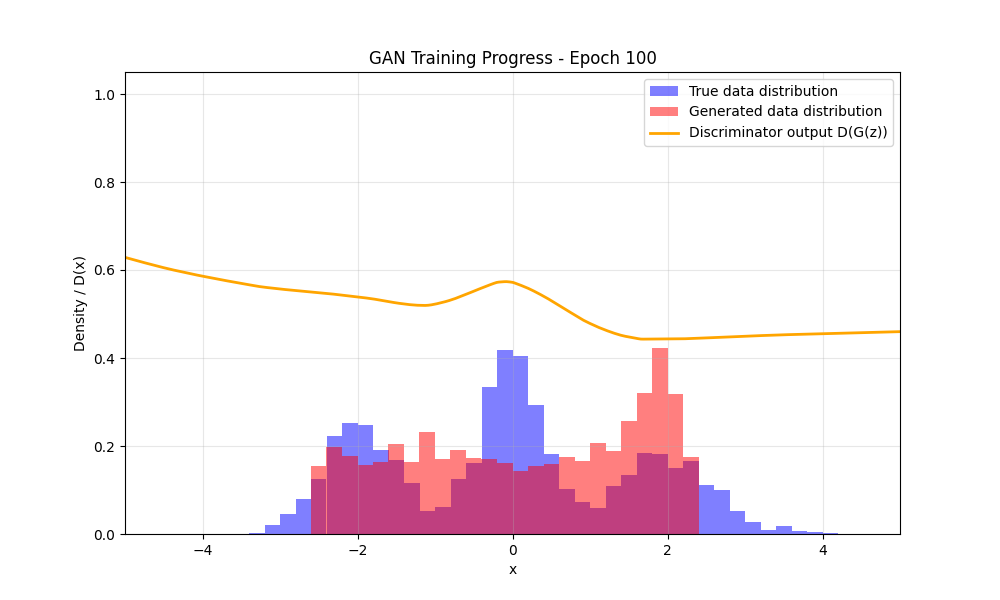 GAN Training Progress - Epoch 100
True data distribution
Generated data distribution
Discriminator output D(G(z))
Density / D(x)
1.0
0.8
0.6
0.4
0.2
0.0
−4
−2
0
2
4
x